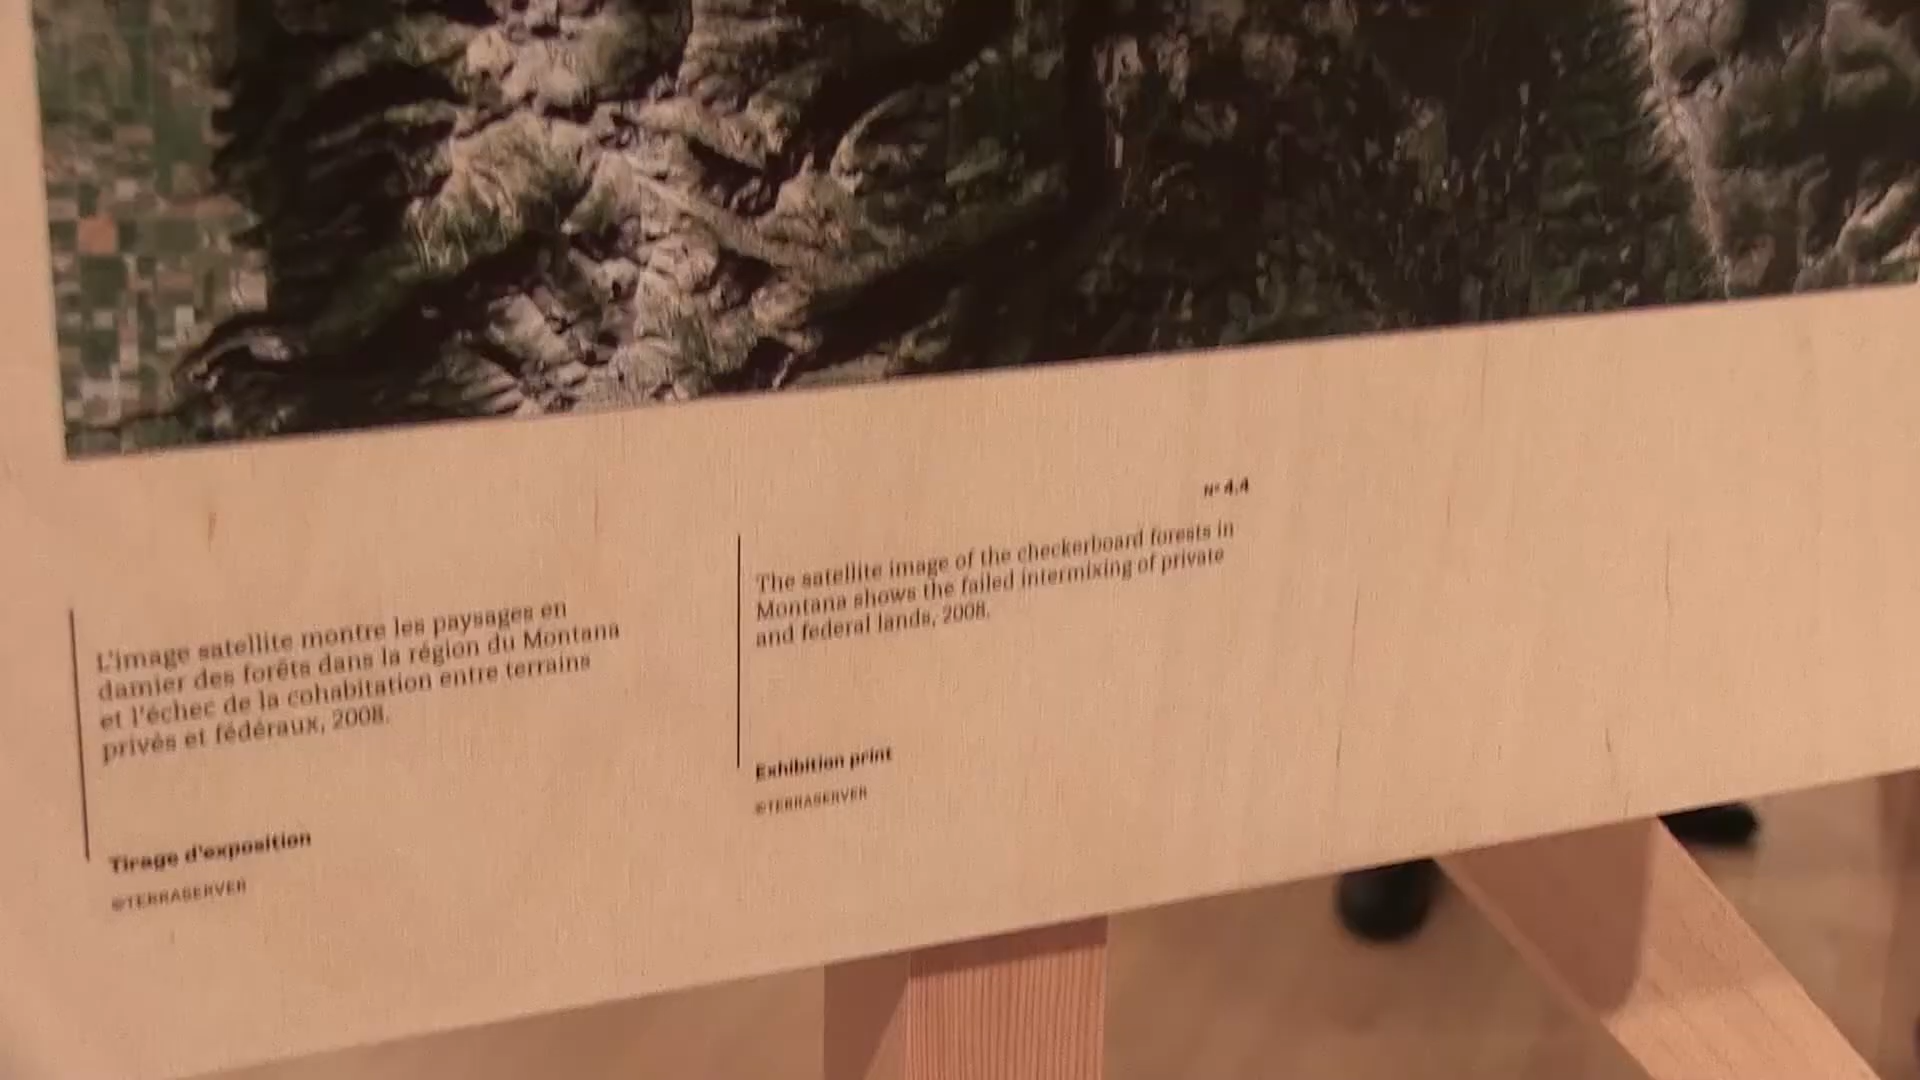 L'image satellite montre les paysages en
damier des forêts dans la région du Montana
et l'échec de la cohabitation entre terrains
privés et fédéraux, 2008.
Tirage d'exposition
©TERRASERVER
N° 4.4
The satellite image of the checkerboard forests in
Montana shows the failed intermixing of private
and federal lands, 2008.
Exhibition print
©TERRASERVER